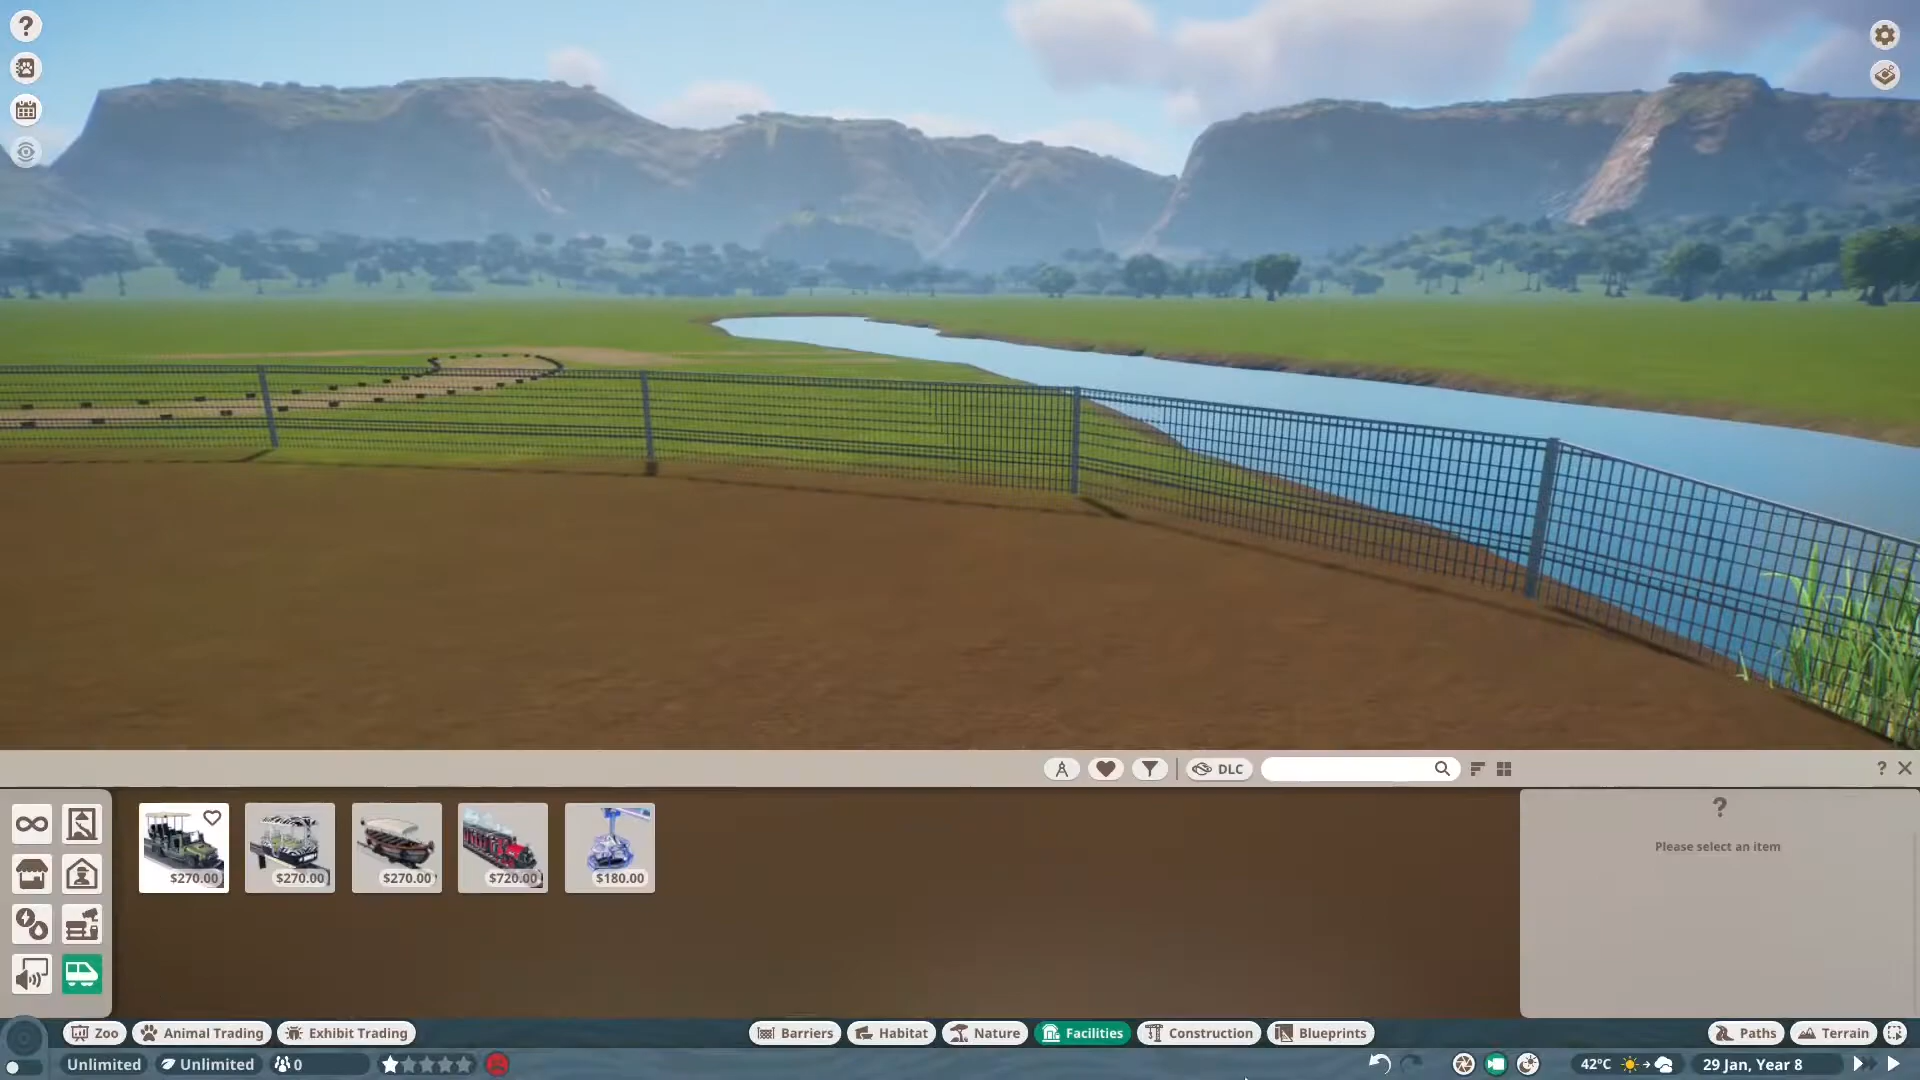 DLC
?
?
Please select an item
$270.00
$270.00
$270.00
$720.00
$180.00
Zoo
Animal Trading
Exhibit Trading
Barriers
Habitat
Nature
Facilities
Construction
Blueprints
Paths
Terrain
Unlimited
Unlimited
0
42°C
29 Jan, Year 8